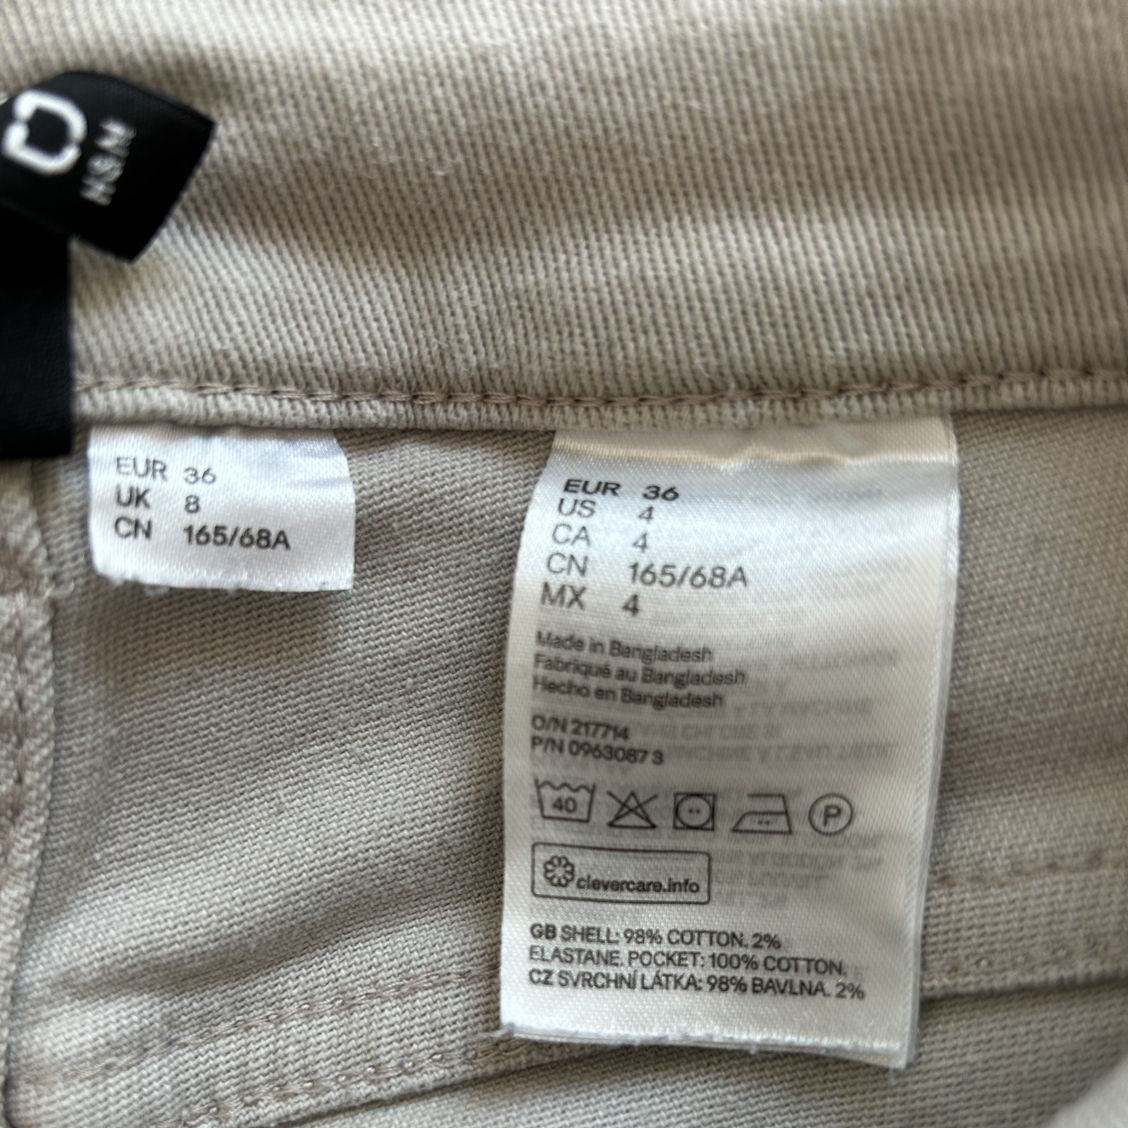 H&M
EUR 36
UK 8
CN 165/68A
EUR 36
US 4
CA 4
CN 165/68A
MX 4
Made in Bangladesh
Fabriqué au Bangladesh
Hecho en Bangladesh
O/N 217714
P/N 0963087 3
40
P
clevercare.info
GB SHELL: 98% COTTON. 2%
ELASTANE. POCKET: 100% COTTON.
CZ SVRCHNÍ LÁTKA: 98% BAVLNA. 2%